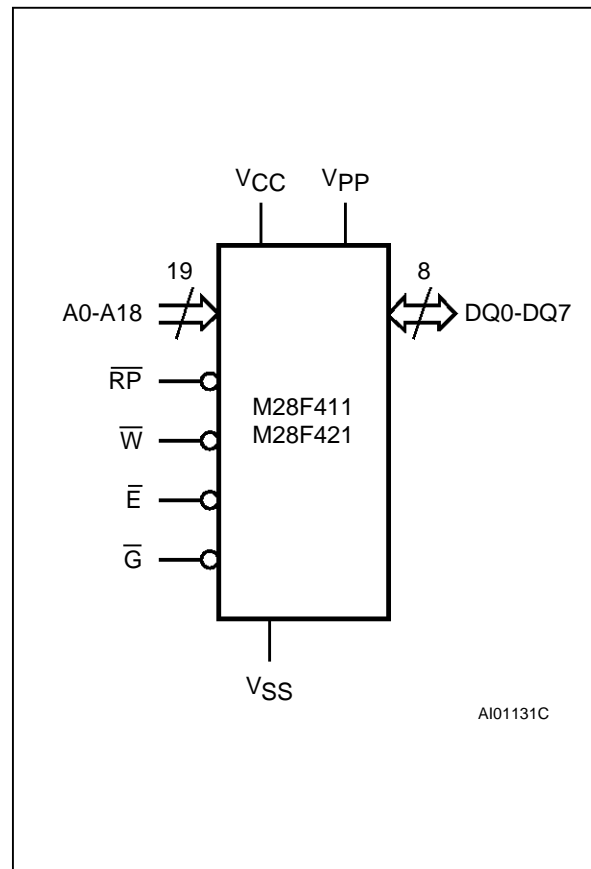 VCC VPP
19 8
A0-A18 DQ0-DQ7
RP
M28F411
W
M28F421
E
G
VSS
AI01131C